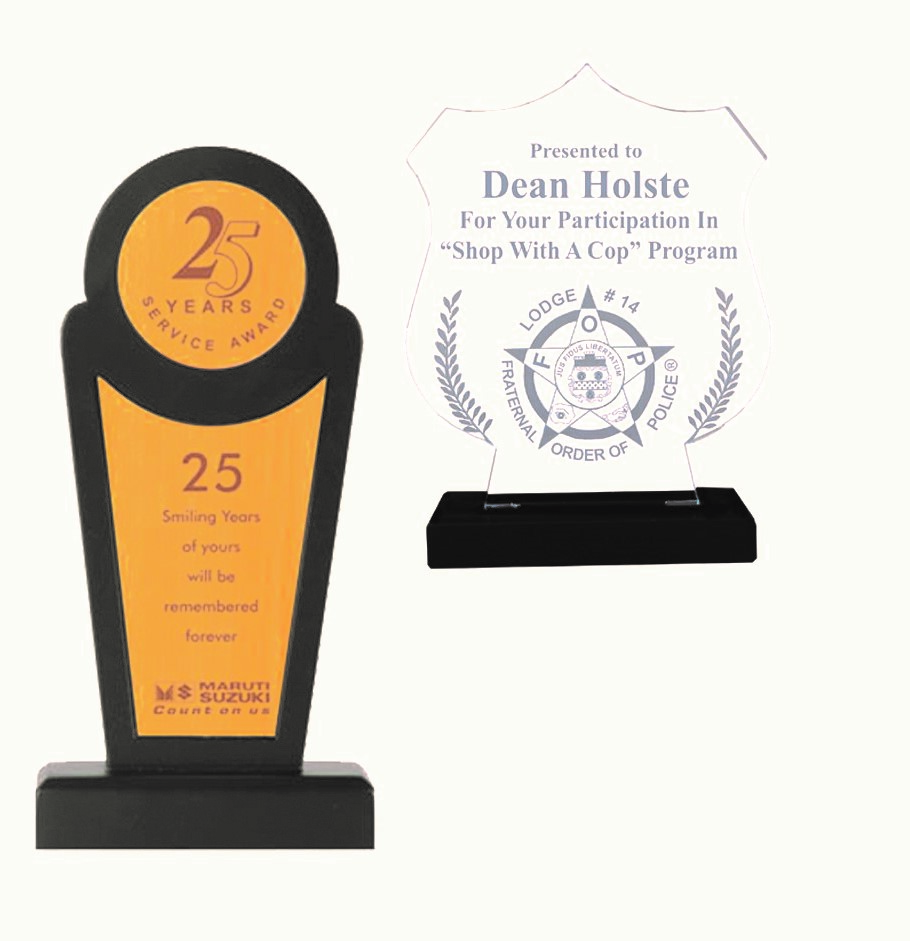 25
YEARS
SERVICE AWARD
25
Smiling Years
of yours
will be
remembered
forever
MARUTI
SUZUKI
Count on us
Presented to
Dean Holste
For Your Participation In
“Shop With A Cop” Program
LODGE #14
F O P
JUS FIDUS LIBERTATUM
FRATERNAL ORDER OF POLICE®